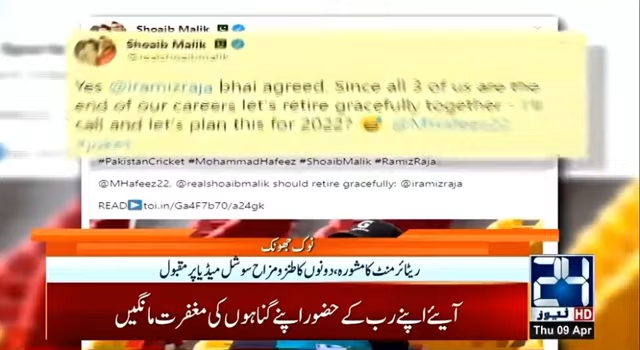 Shoaib Malik
Shoaib Malik
@realshoaibmalik
Yes @iramizraja bhai agreed. Since all 3 of us are the
end of our careers let's retire gracefully together - I'll
call and let's plan this for 2022? @MHafeez22
#PakistanCricket #MohammadHafeez #ShoaibMalik #RamizRaja
@MHafeez22, @realshoaibmalik should retire gracefully: @iramizraja
READ▶toi.in/Ga4F7b70/a24gk
نوک جھونک
ریٹائرمنٹ کا مشورہ، دونوں کا طنز و مزاح سوشل میڈیا پر مقبول
آیئے اپنے رب کے حضور اپنے گناہوں کی مغفرت مانگیں
24
نیوز HD
Thu 09 Apr